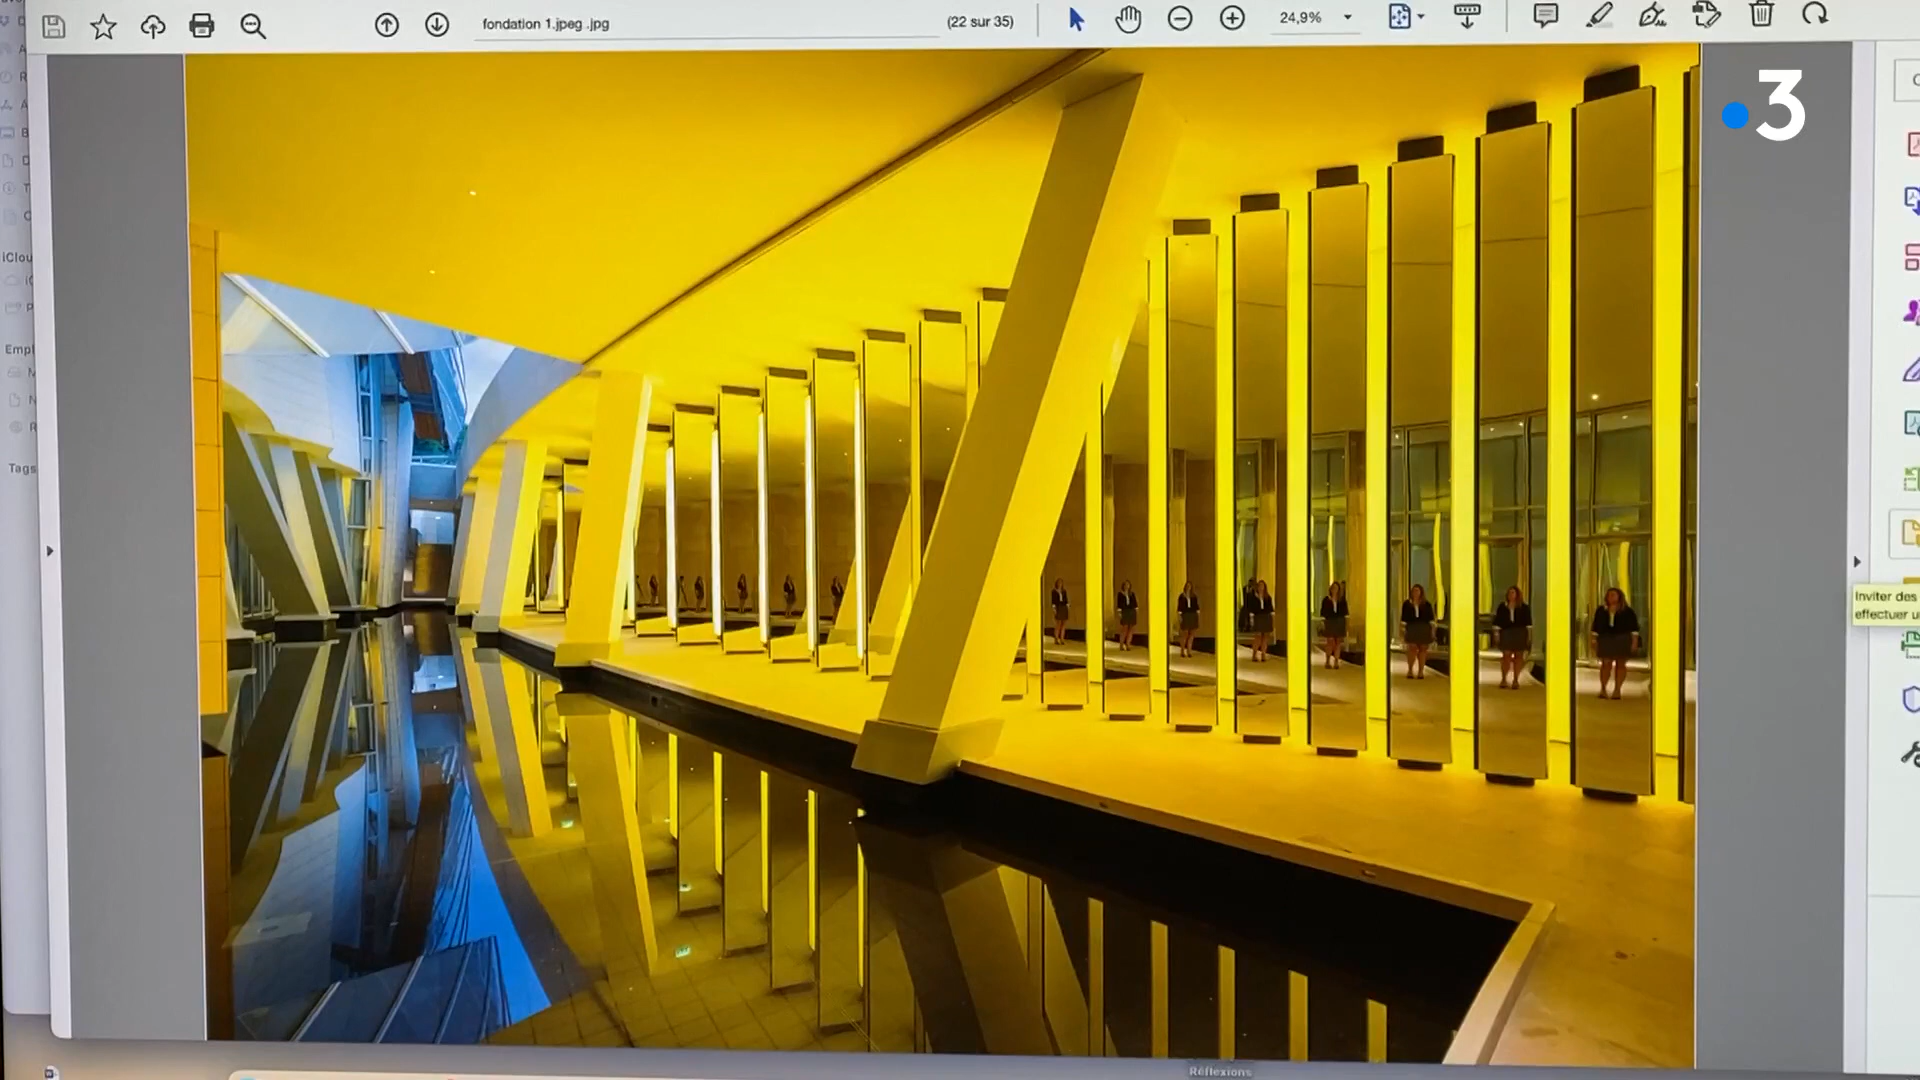 fondation 1.jpeg .jpg
(22 sur 35)
24,9%
3
iClou
Empl
Tags
Inviter des
effectuer u
Réflexions